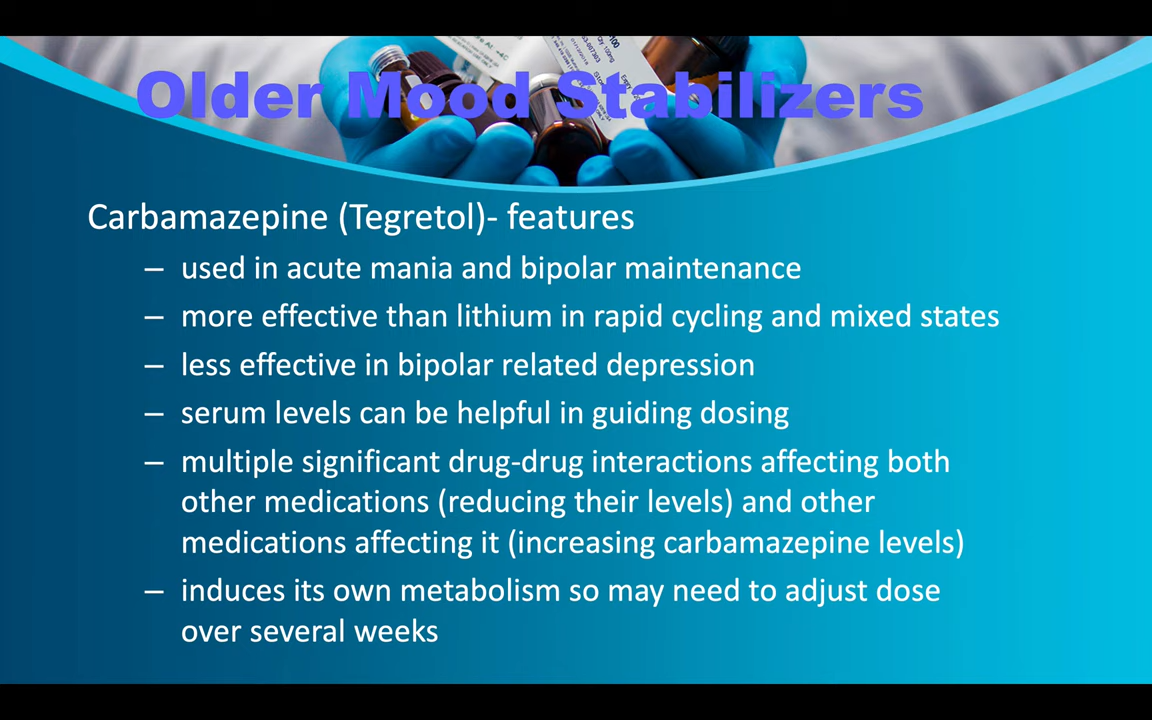 Older Mood Stabilizers
Carbamazepine (Tegretol)- features
– used in acute mania and bipolar maintenance
– more effective than lithium in rapid cycling and mixed states
– less effective in bipolar related depression
– serum levels can be helpful in guiding dosing
– multiple significant drug-drug interactions affecting both
other medications (reducing their levels) and other
medications affecting it (increasing carbamazepine levels)
– induces its own metabolism so may need to adjust dose
over several weeks